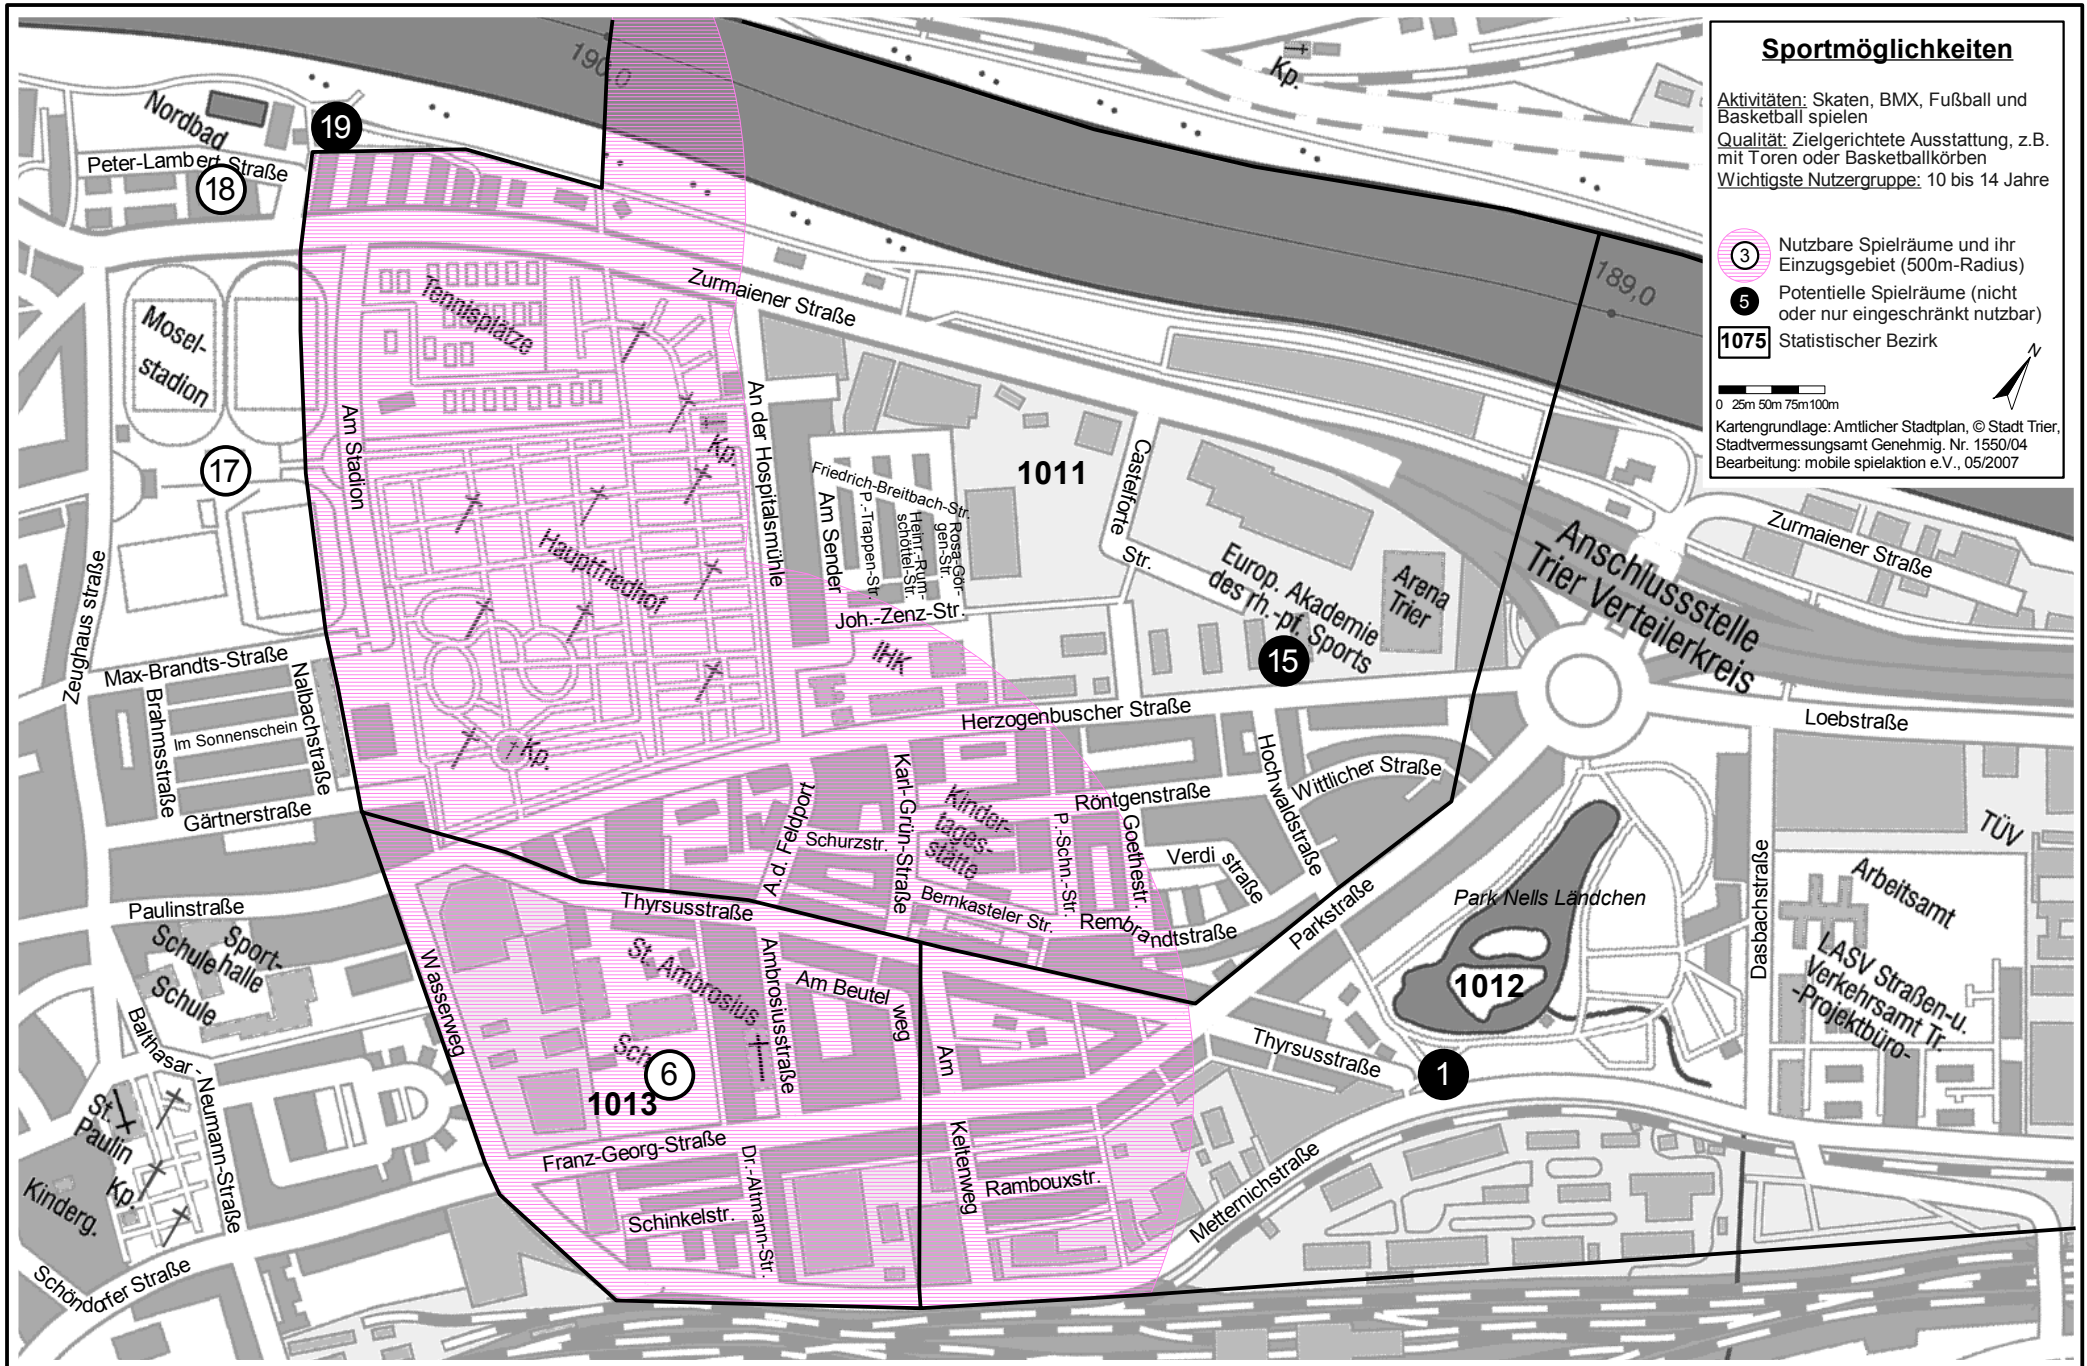 Sportmöglichkeiten
Aktivitäten: Skaten, BMX, Fußball und
Basketball spielen
Qualität: Zielgerichtete Ausstattung, z.B.
mit Toren oder Basketballkörben
Wichtigste Nutzergruppe: 10 bis 14 Jahre
3
Nutzbare Spielräume und ihr
Einzugsgebiet (500m-Radius)
5
Potentielle Spielräume (nicht
oder nur eingeschränkt nutzbar)
1075
Statistischer Bezirk
N
0 25m 50m 75m 100m
Kartengrundlage: Amtlicher Stadtplan, © Stadt Trier,
Stadtvermessungsamt Genehmig. Nr. 1550/04
Bearbeitung: mobile spielaktion e.V., 05/2007
190,0
Kp.
Nordbad
19
Peter-Lambert-Straße
18
189,0
Zurmaiener Straße
Tennisplätze
Mosel-
stadion
Am Stadion
An der Hospitalsmühle
Kp.
17
1011
Castelforte
Str.
Friedrich-Breitbach-Str.
Am Sender
P.-Trappen-Str.
Heinr.-Rum-
schöttel-Str.
Rosa-Gör-
gen-Str.
Joh.-Zenz-Str.
Hauptfriedhof
Europ. Akademie
des rh.-pf. Sports
Arena
Trier
15
Anschlussstelle
Trier Verteilerkreis
Zurmaiener Straße
Zeughaus straße
Max-Brandts-Straße
Nalbachstraße
Brahmsstraße
Im Sonnenschein
Gärtnerstraße
IHK
Kp.
Herzogenbuscher Straße
Loebstraße
Hochwaldstraße
Wittlicher Straße
Röntgenstraße
Karl-Grün-Straße
Kinder-
tages-
stätte
A.d. Feldport
Schurzstr.
P.-Schn.-Str.
Goethestr.
Verdi straße
Bernkasteler Str.
Rembrandtstraße
Parkstraße
Park Nells Ländchen
Dasbachstraße
TÜV
Arbeitsamt
LASV Straßen-u.
Verkehrsamt Tr.
-Projektbüro-
1012
Paulinstraße
Schule
Sport-
halle
Schule
Thyrsusstraße
Wasserweg
St. Ambrosius
Ambrosiusstraße
Am Beutel
weg
Am
Sch
6
1013
Thyrsusstraße
1
Balthasar - Neumann-Straße
St.
Paulin
Kp.
Kinderg.
Franz-Georg-Straße
Dr.-Altmann-Str.
Keltenweg
Rambouxstr.
Schinkelstr.
Metternichstraße
Schöndorfer Straße